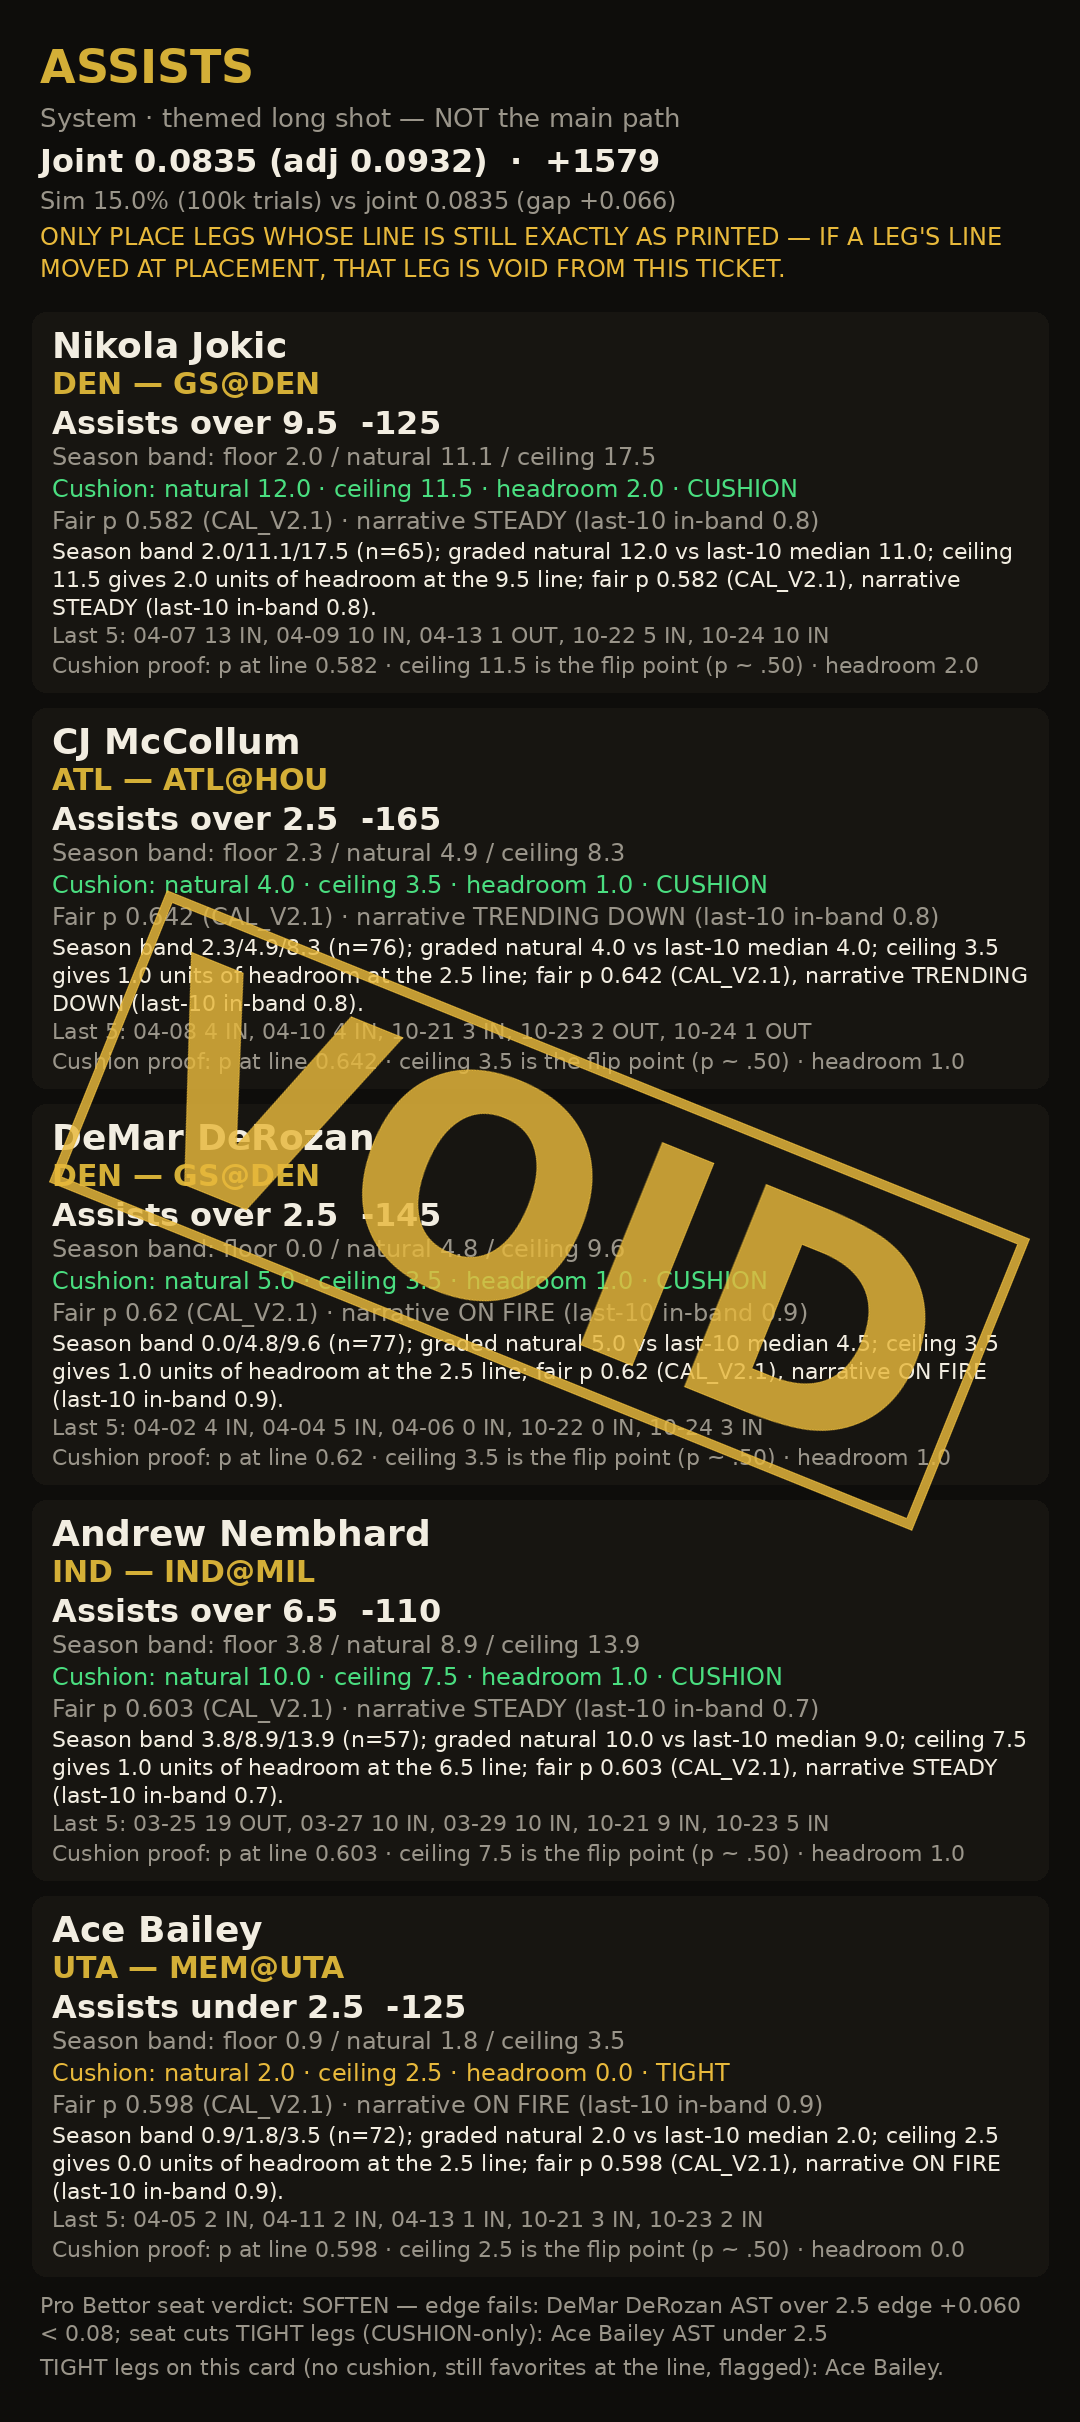 ASSISTS
System · themed long shot — NOT the main path
Joint 0.0835 (adj 0.0932) · +1579
Sim 15.0% (100k trials) vs joint 0.0835 (gap +0.066)
ONLY PLACE LEGS WHOSE LINE IS STILL EXACTLY AS PRINTED — IF A LEG'S LINE
MOVED AT PLACEMENT, THAT LEG IS VOID FROM THIS TICKET.
Nikola Jokic
DEN — GS@DEN
Assists over 9.5 -125
Season band: floor 2.0 / natural 11.1 / ceiling 17.5
Cushion: natural 12.0 · ceiling 11.5 · headroom 2.0 · CUSHION
Fair p 0.582 (CAL_V2.1) · narrative STEADY (last-10 in-band 0.8)
Season band 2.0/11.1/17.5 (n=65); graded natural 12.0 vs last-10 median 11.0; ceiling
11.5 gives 2.0 units of headroom at the 9.5 line; fair p 0.582 (CAL_V2.1), narrative
STEADY (last-10 in-band 0.8).
Last 5: 04-07 13 IN, 04-09 10 IN, 04-13 1 OUT, 10-22 5 IN, 10-24 10 IN
Cushion proof: p at line 0.582 · ceiling 11.5 is the flip point (p ~ .50) · headroom 2.0
CJ McCollum
ATL — ATL@HOU
Assists over 2.5 -165
Season band: floor 2.3 / natural 4.9 / ceiling 8.3
Cushion: natural 4.0 · ceiling 3.5 · headroom 1.0 · CUSHION
Fair p 0.642 (CAL_V2.1) · narrative TRENDING DOWN (last-10 in-band 0.8)
Season band 2.3/4.9/8.3 (n=76); graded natural 4.0 vs last-10 median 4.0; ceiling 3.5
gives 1.0 units of headroom at the 2.5 line; fair p 0.642 (CAL_V2.1), narrative TRENDING
DOWN (last-10 in-band 0.8).
Last 5: 04-08 4 IN, 04-10 4 IN, 10-21 3 IN, 10-23 2 OUT, 10-24 1 OUT
Cushion proof: p at line 0.642 · ceiling 3.5 is the flip point (p ~ .50) · headroom 1.0
VOID
DeMar DeRozan
DEN — GS@DEN
Assists over 2.5 -145
Season band: floor 0.0 / natural 4.8 / ceiling 9.6
Cushion: natural 5.0 · ceiling 3.5 · headroom 1.0 · CUSHION
Fair p 0.62 (CAL_V2.1) · narrative ON FIRE (last-10 in-band 0.9)
Season band 0.0/4.8/9.6 (n=77); graded natural 5.0 vs last-10 median 4.5; ceiling 3.5
gives 1.0 units of headroom at the 2.5 line; fair p 0.62 (CAL_V2.1), narrative ON FIRE
(last-10 in-band 0.9).
Last 5: 04-02 4 IN, 04-04 5 IN, 04-06 0 IN, 10-22 0 IN, 10-24 3 IN
Cushion proof: p at line 0.62 · ceiling 3.5 is the flip point (p ~ .50) · headroom 1.0
Andrew Nembhard
IND — IND@MIL
Assists over 6.5 -110
Season band: floor 3.8 / natural 8.9 / ceiling 13.9
Cushion: natural 10.0 · ceiling 7.5 · headroom 1.0 · CUSHION
Fair p 0.603 (CAL_V2.1) · narrative STEADY (last-10 in-band 0.7)
Season band 3.8/8.9/13.9 (n=57); graded natural 10.0 vs last-10 median 9.0; ceiling 7.5
gives 1.0 units of headroom at the 6.5 line; fair p 0.603 (CAL_V2.1), narrative STEADY
(last-10 in-band 0.7).
Last 5: 03-25 19 OUT, 03-27 10 IN, 03-29 10 IN, 10-21 9 IN, 10-23 5 IN
Cushion proof: p at line 0.603 · ceiling 7.5 is the flip point (p ~ .50) · headroom 1.0
Ace Bailey
UTA — MEM@UTA
Assists under 2.5 -125
Season band: floor 0.9 / natural 1.8 / ceiling 3.5
Cushion: natural 2.0 · ceiling 2.5 · headroom 0.0 · TIGHT
Fair p 0.598 (CAL_V2.1) · narrative ON FIRE (last-10 in-band 0.9)
Season band 0.9/1.8/3.5 (n=72); graded natural 2.0 vs last-10 median 2.0; ceiling 2.5
gives 0.0 units of headroom at the 2.5 line; fair p 0.598 (CAL_V2.1), narrative ON FIRE
(last-10 in-band 0.9).
Last 5: 04-05 2 IN, 04-11 2 IN, 04-13 1 IN, 10-21 3 IN, 10-23 2 IN
Cushion proof: p at line 0.598 · ceiling 2.5 is the flip point (p ~ .50) · headroom 0.0
Pro Bettor seat verdict: SOFTEN — edge fails: DeMar DeRozan AST over 2.5 edge +0.060
< 0.08; seat cuts TIGHT legs (CUSHION-only): Ace Bailey AST under 2.5
TIGHT legs on this card (no cushion, still favorites at the line, flagged): Ace Bailey.